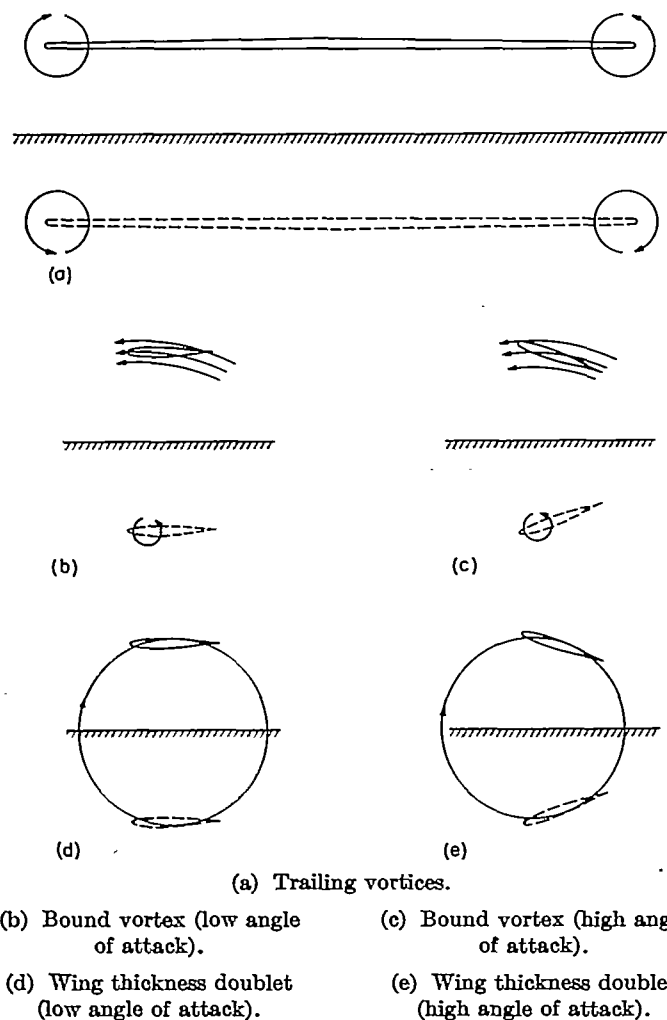 (a)
(b)
(c)
(d)
(e)
(a) Trailing vortices.
(b) Bound vortex (low angle
of attack).
(c) Bound vortex (high ang
of attack).
(d) Wing thickness doublet
(low angle of attack).
(e) Wing thickness double
(high angle of attack).